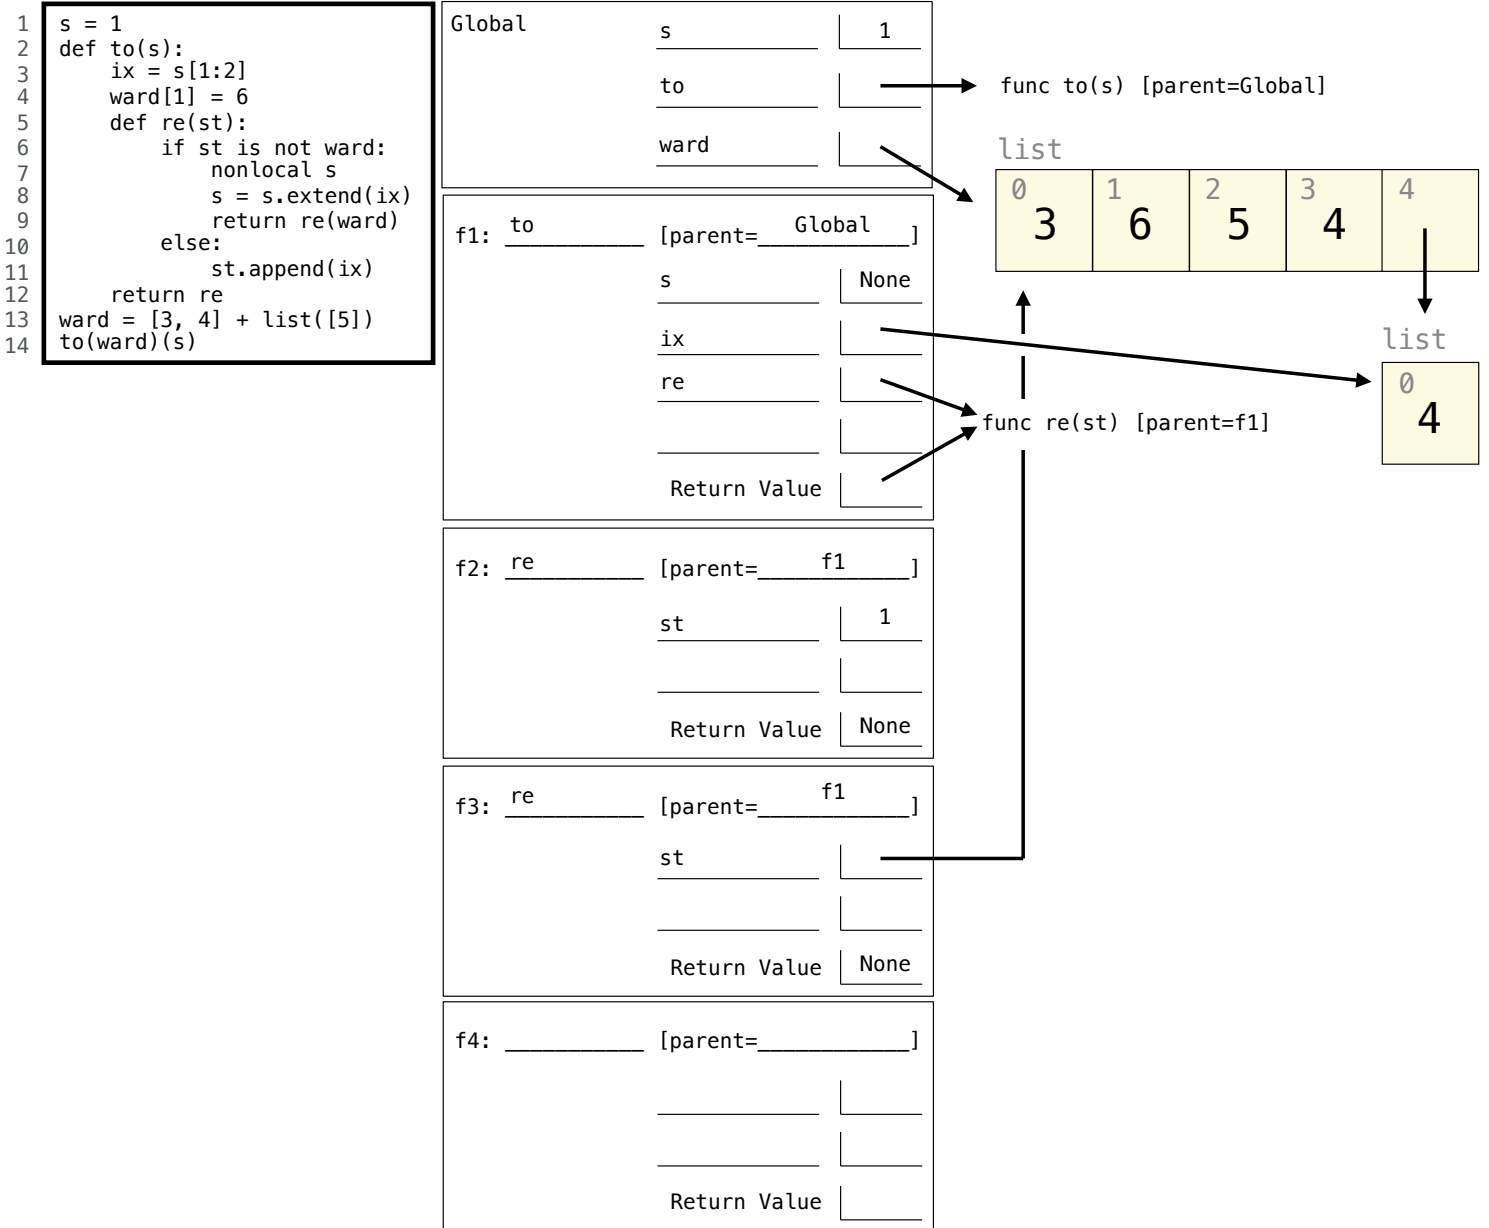 1 s = 1
2 def to(s):
3     ix = s[1:2]
4     ward[1] = 6
5     def re(st):
6         if st is not ward:
7             nonlocal s
8             s = s.extend(ix)
9             return re(ward)
10         else:
11             st.append(ix)
12     return re
13 ward = [3, 4] + list([5])
14 to(ward)(s)
Global
s 1
to
func to(s) [parent=Global]
ward
list
0 1 2 3 4
3 6 5 4
f1: to [parent=Global]
s None
ix
list
0
4
re
func re(st) [parent=f1]
Return Value
f2: re [parent=f1]
st 1
Return Value None
f3: re [parent=f1]
st
Return Value None
f4: ___________ [parent=____________]
Return Value